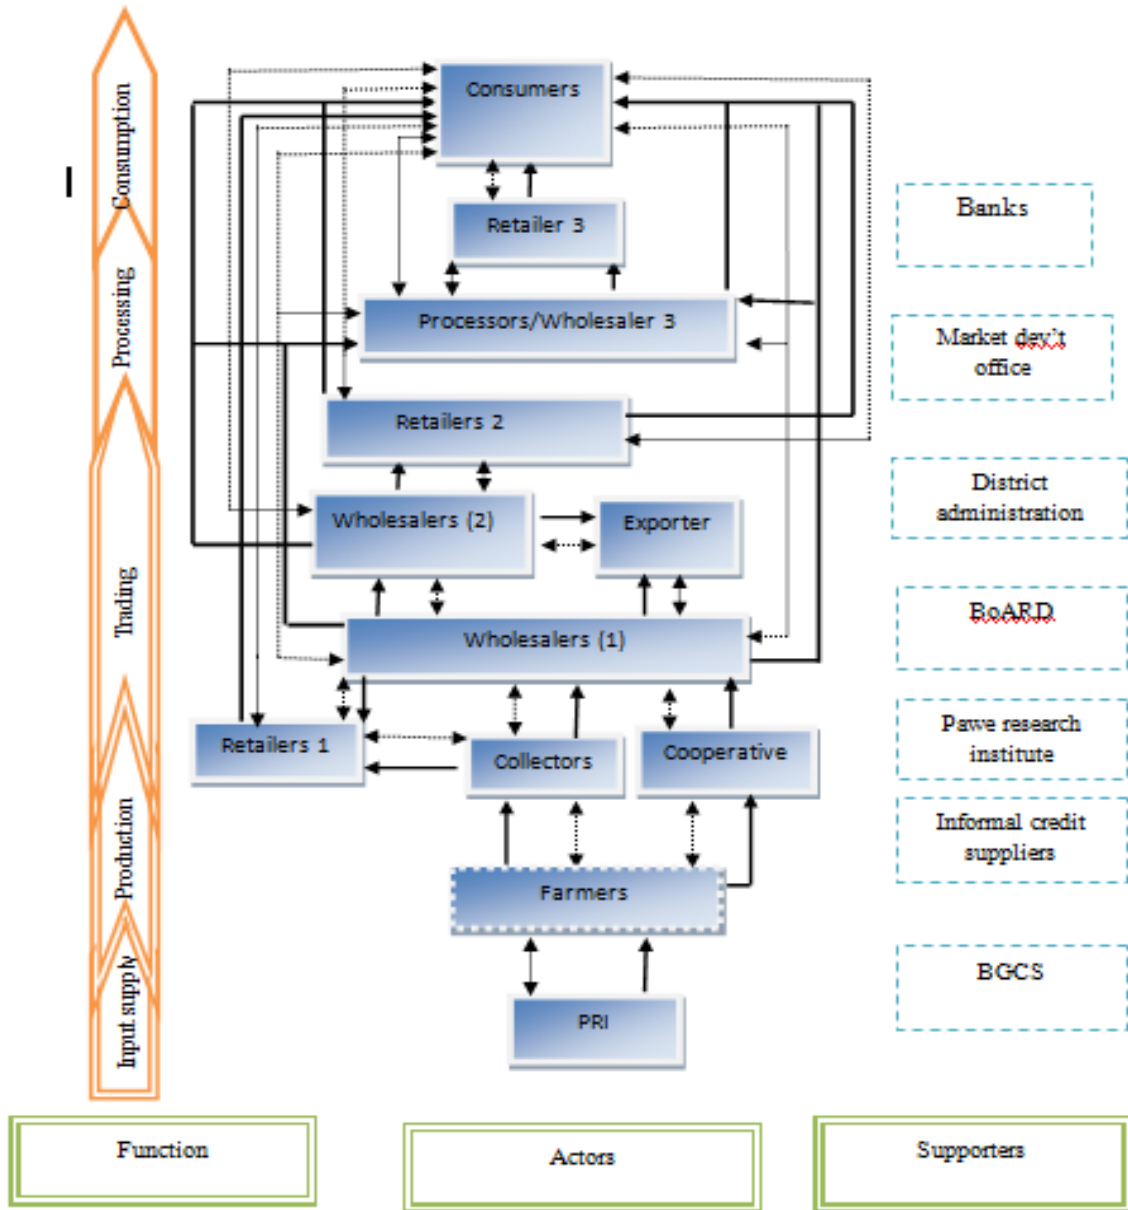 Consumption
Processing
Trading
Production
Input supply
Consumers
Retailer 3
Processors/Wholesaler 3
Retailers 2
Wholesalers (2)
Exporter
Wholesalers (1)
Retailers 1
Collectors
Cooperative
Farmers
PRI
Banks
Market dev't
office
District
administration
BoARD
Pawe research
institute
Informal credit
suppliers
BGCS
Function
Actors
Supporters